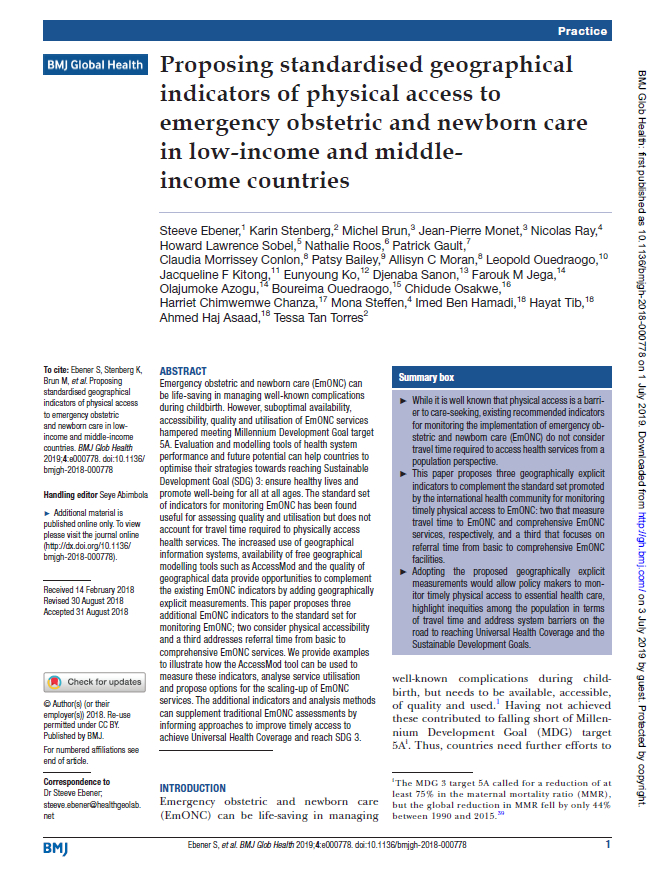 Practice
BMJ Global Health
Proposing standardised geographical
indicators of physical access to
emergency obstetric and newborn care
in low-income and middle-
income countries
Steeve Ebener,1 Karin Stenberg,2 Michel Brun,3 Jean-Pierre Monet,3 Nicolas Ray,4
Howard Lawrence Sobel,5 Nathalie Roos,6 Patrick Gault,7
Claudia Morrissey Conlon,8 Patsy Bailey,9 Allisyn C Moran,8 Leopold Ouedraogo,10
Jacqueline F Kitong,11 Eunyoung Ko,12 Djenaba Sanon,13 Farouk M Jega,14
Olajumoke Azogu,14 Boureima Ouedraogo,15 Chidude Osakwe,16
Harriet Chimwemwe Chanza,17 Mona Steffen,4 Imed Ben Hamadi,18 Hayat Tib,18
Ahmed Haj Asaad,18 Tessa Tan Torres2
To cite: Ebener S, Stenberg K,
Brun M, et al. Proposing
standardised geographical
indicators of physical access
to emergency obstetric
and newborn care in low-
income and middle-income
countries. BMJ Glob Health
2019;4:e000778. doi:10.1136/
bmjgh-2018-000778
Handling editor Seye Abimbola
► Additional material is
published online only. To view
please visit the journal online
(http://dx.doi.org/10.1136/
bmjgh-2018-000778).
Received 14 February 2018
Revised 30 August 2018
Accepted 31 August 2018
Check for updates
© Author(s) (or their
employer(s)) 2018. Re-use
permitted under CC BY.
Published by BMJ.
For numbered affiliations see
end of article.
Correspondence to
Dr Steeve Ebener;
steeve.ebener@healthgeolab.
net
ABSTRACT
Emergency obstetric and newborn care (EmONC) can
be life-saving in managing well-known complications
during childbirth. However, suboptimal availability,
accessibility, quality and utilisation of EmONC services
hampered meeting Millennium Development Goal target
5A. Evaluation and modelling tools of health system
performance and future potential can help countries to
optimise their strategies towards reaching Sustainable
Development Goal (SDG) 3: ensure healthy lives and
promote well-being for all at all ages. The standard set
of indicators for monitoring EmONC has been found
useful for assessing quality and utilisation but does not
account for travel time required to physically access
health services. The increased use of geographical
information systems, availability of free geographical
modelling tools such as AccessMod and the quality of
geographical data provide opportunities to complement
the existing EmONC indicators by adding geographically
explicit measurements. This paper proposes three
additional EmONC indicators to the standard set for
monitoring EmONC; two consider physical accessibility
and a third addresses referral time from basic to
comprehensive EmONC services. We provide examples
to illustrate how the AccessMod tool can be used to
measure these indicators, analyse service utilisation
and propose options for the scaling-up of EmONC
services. The additional indicators and analysis methods
can supplement traditional EmONC assessments by
informing approaches to improve timely access to
achieve Universal Health Coverage and reach SDG 3.
INTRODUCTION
Emergency obstetric and newborn care
(EmONC) can be life-saving in managing
Summary box
► While it is well known that physical access is a barri-
er to care-seeking, existing recommended indicators
for monitoring the implementation of emergency ob-
stetric and newborn care (EmONC) do not consider
travel time required to access health services from a
population perspective.
► This paper proposes three geographically explicit
indicators to complement the standard set promoted
by the international health community for monitoring
timely physical access to EmONC: two that measure
travel time to EmONC and comprehensive EmONC
services, respectively, and a third that focuses on
referral time from basic to comprehensive EmONC
facilities.
► Adopting the proposed geographically explicit
measurements would allow policy makers to mon-
itor timely physical access to essential health care,
highlight inequities among the population in terms
of travel time and address system barriers on the
road to reaching Universal Health Coverage and the
Sustainable Development Goals.
well-known complications during child-
birth, but needs to be available, accessible,
of quality and used.1 Having not achieved
these contributed to falling short of Millen-
nium Development Goal (MDG) target
5Ai. Thus, countries need further efforts to
iThe MDG 3 target 5A called for a reduction of at
least 75% in the maternal mortality ratio (MMR),
but the global reduction in MMR fell by only 44%
between 1990 and 2015.39
BMJ
Ebener S, et al. BMJ Glob Health 2019;4:e000778. doi:10.1136/bmjgh-2018-000778
1
BMJ Glob Health: first published as 10.1136/bmjgh-2018-000778 on 1 July 2019. Downloaded from http://gh.bmj.com/ on 3 July 2019 by guest. Protected by copyright.